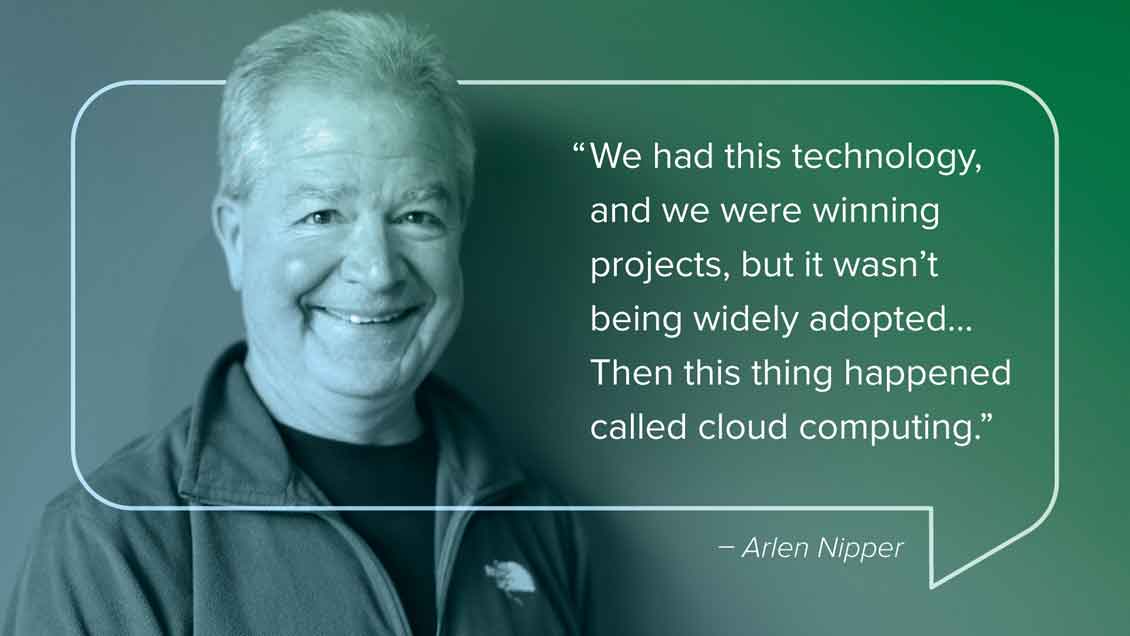 “We had this technology,
and we were winning
projects, but it wasn’t
being widely adopted...
Then this thing happened
called cloud computing.”
– Arlen Nipper